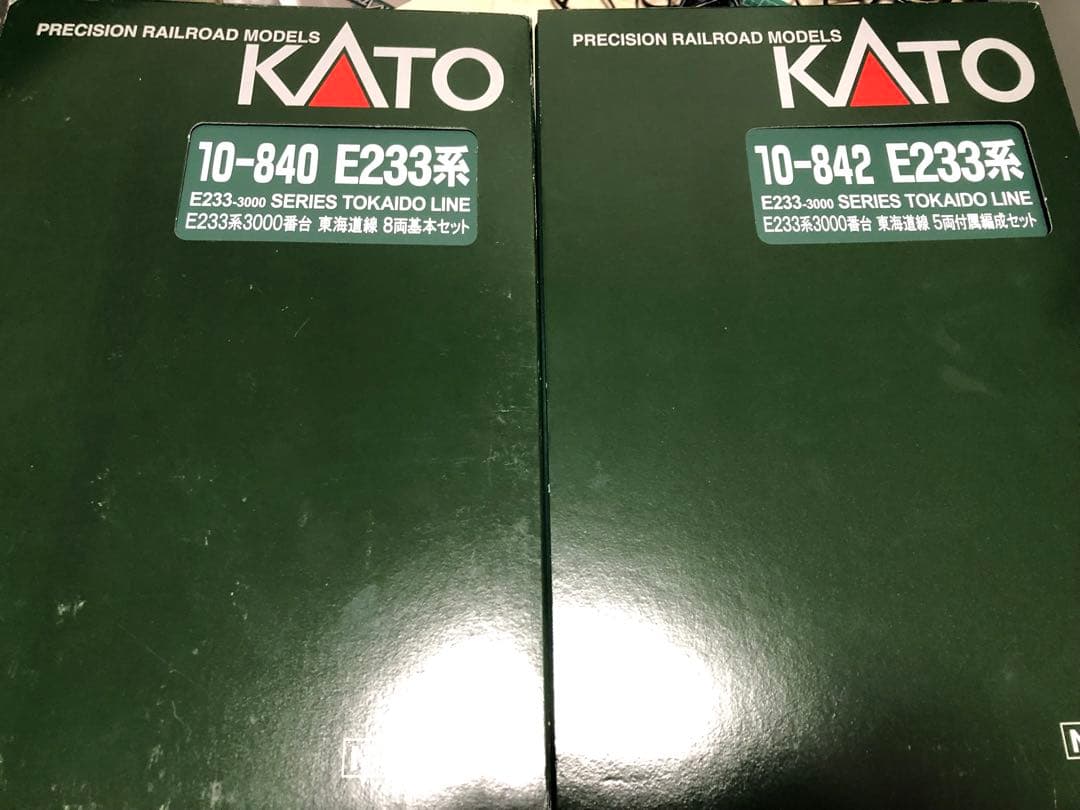 PRECISION RAILROAD MODELS
KATO
10-840 E233系
E233-3000 SERIES TOKAIDO LINE
E233系3000番台 東海道線 8両基本セット
N
PRECISION RAILROAD MODELS
KATO
10-842 E233系
E233-3000 SERIES TOKAIDO LINE
E233系3000番台 東海道線 5両付属編成セット
N